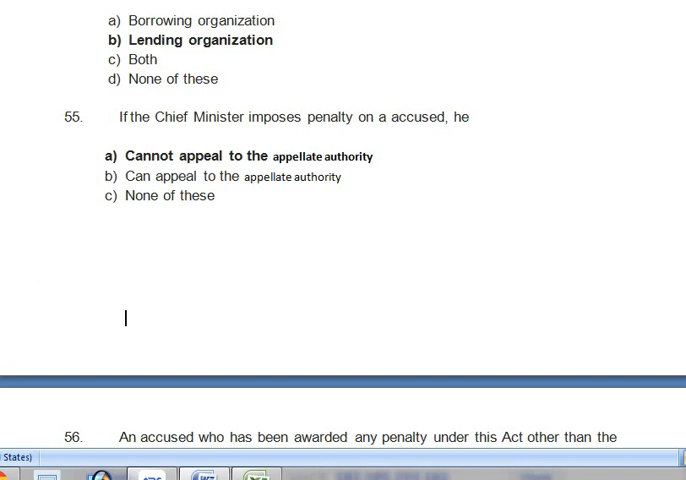 a) Borrowing organization
b) Lending organization
c) Both
d) None of these
55. If the Chief Minister imposes penalty on a accused, he
a) Cannot appeal to the appellate authority
b) Can appeal to the appellate authority
c) None of these
56. An accused who has been awarded any penalty under this Act other than the
States)